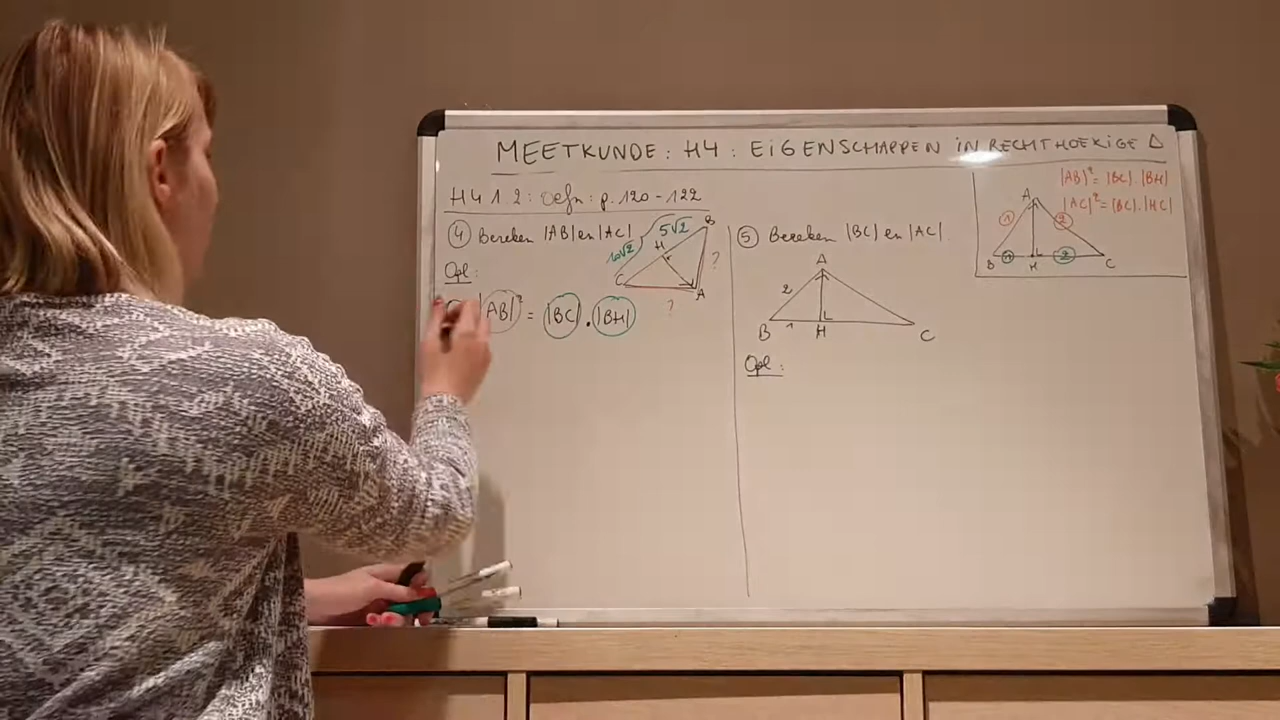 MEETKUNDE: H4: EIGENSCHAPPEN IN RECHTHOEKIGE Δ
H4 1.2: Oefn: p. 120-122
④ Bereken |AB| en |AC|
B
5√2
10√2
H
?
C
A
?
Opl:
|AB|² = |BC| . |BH|
⑤ Bereken |BC| en |AC|.
A
2
B
1
H
C
Opl:
|AB|² = |BC| . |BH|
|AC|² = |BC| . |HC|
A
1
2
B
1
H
2
C